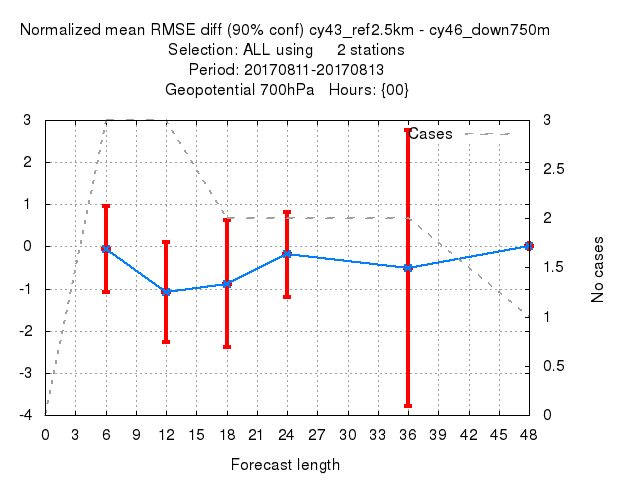 Normalized mean RMSE diff (90% conf) cy43_ref2.5km - cy46_down750m
Selection: ALL using 2 stations
Period: 20170811-20170813
Geopotential 700hPa Hours: {00}
Cases
3
2
1
0
-1
-2
-3
-4
3
2.5
2
1.5
1
0.5
0
No cases
0 3 6 9 12 15 18 21 24 27 30 33 36 39 42 45 48
Forecast length